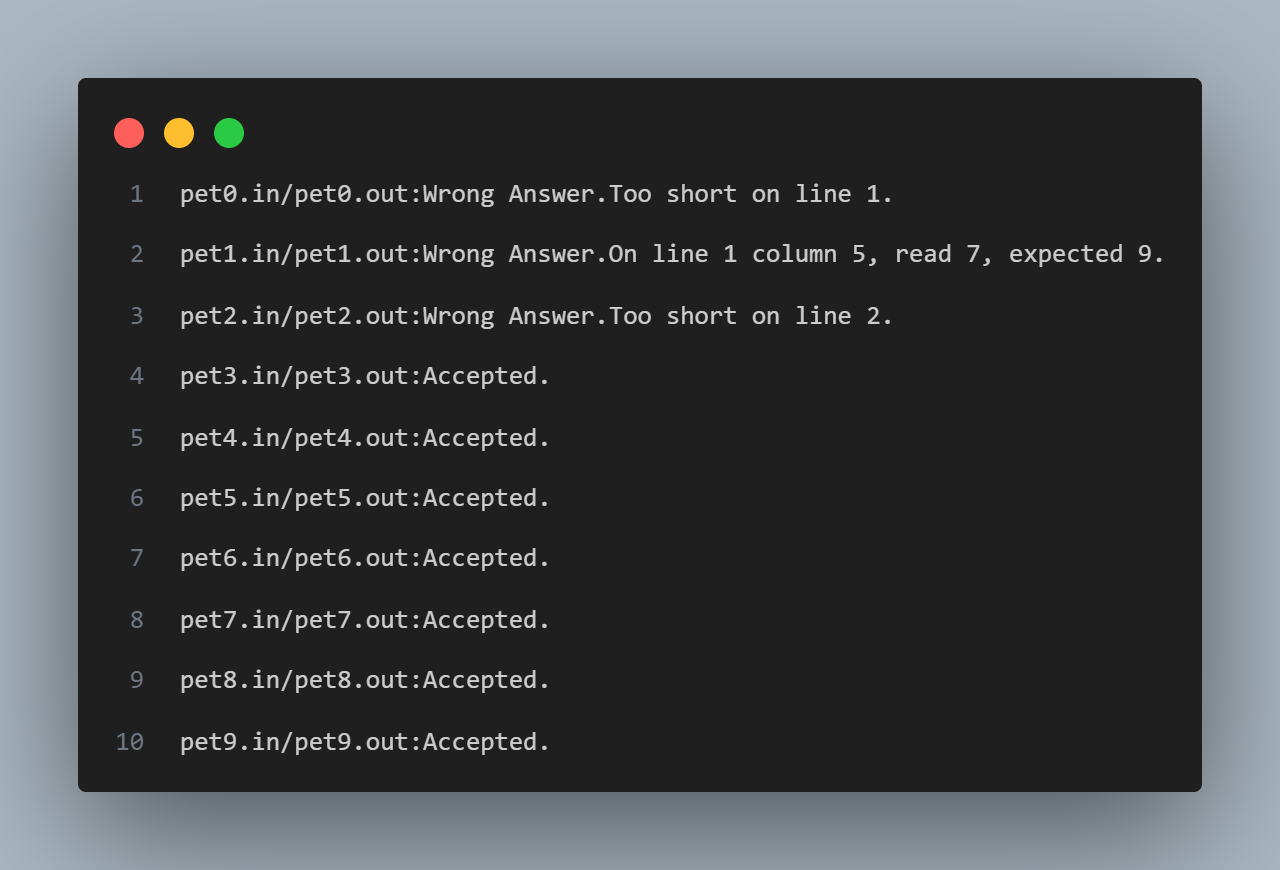 1 pet0.in/pet0.out:Wrong Answer.Too short on line 1.
2 pet1.in/pet1.out:Wrong Answer.On line 1 column 5, read 7, expected 9.
3 pet2.in/pet2.out:Wrong Answer.Too short on line 2.
4 pet3.in/pet3.out:Accepted.
5 pet4.in/pet4.out:Accepted.
6 pet5.in/pet5.out:Accepted.
7 pet6.in/pet6.out:Accepted.
8 pet7.in/pet7.out:Accepted.
9 pet8.in/pet8.out:Accepted.
10 pet9.in/pet9.out:Accepted.